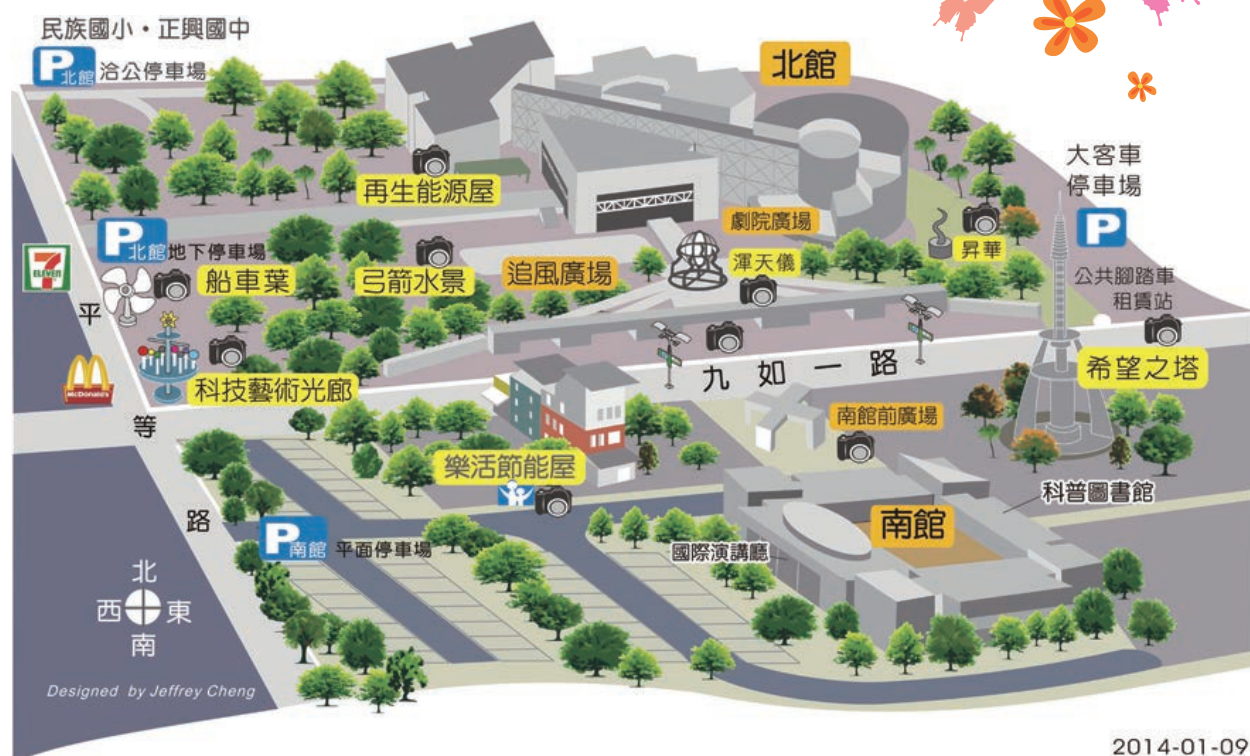 民族國小・正興國中
P北館 洽公停車場
北館
大客車
停車場
P
再生能源屋
劇院廣場
昇華
P北館 地下停車場
7
ELEVEN
船車葉
弓箭水景
追風廣場
渾天儀
公共腳踏車
租賃站
平
等
路
McDonald's
科技藝術光廊
九如一路
希望之塔
南館前廣場
樂活節能屋
科普圖書館
P南館 平面停車場
國際演講廳
南館
北
西 東
南
Designed by Jeffrey Cheng
2014-01-09